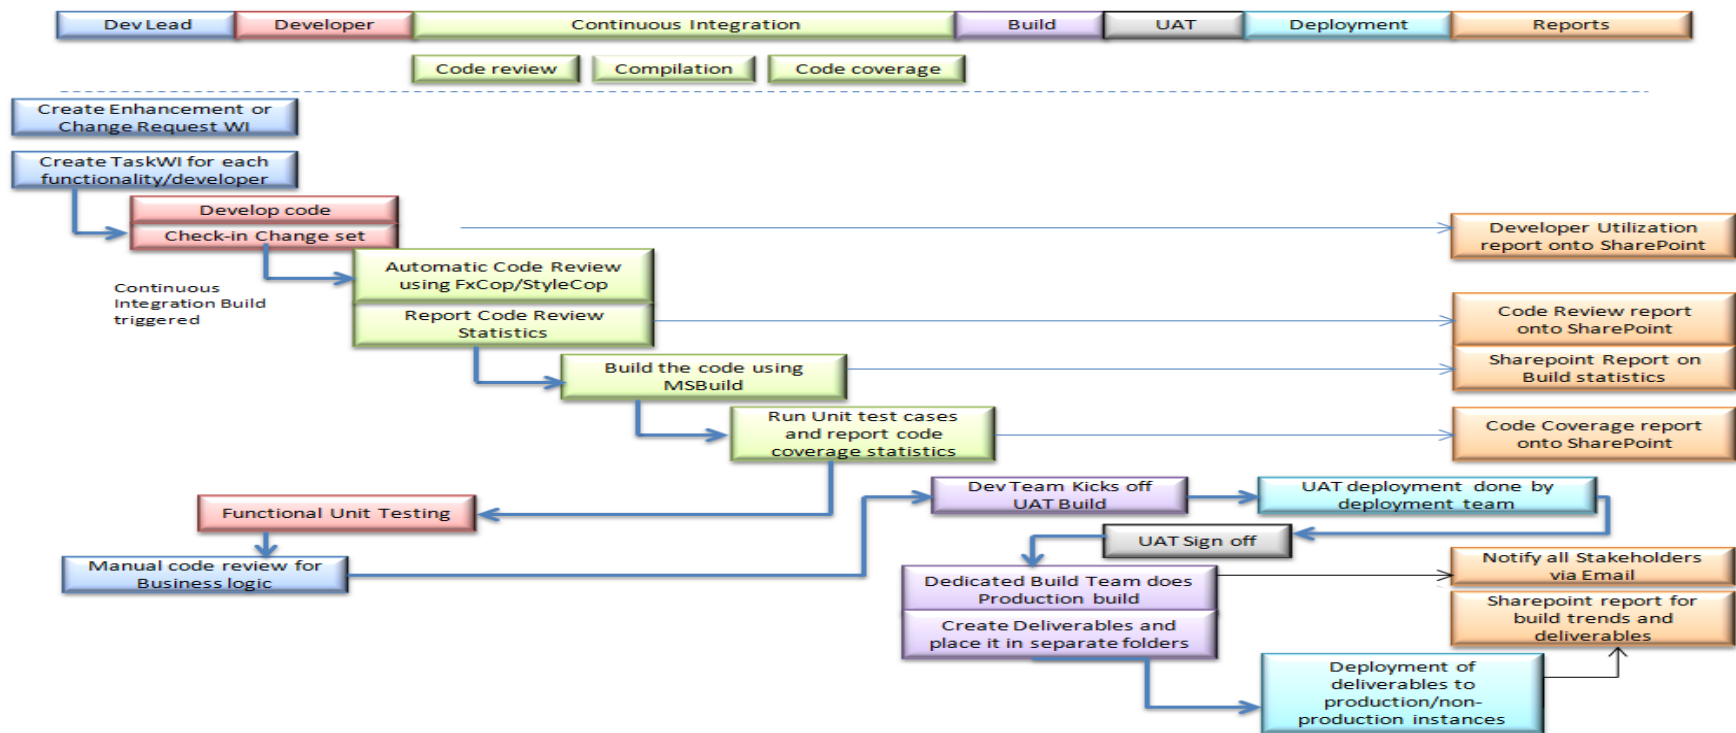 Dev Lead
Developer
Continuous Integration
Build
UAT
Deployment
Reports
Code review
Compilation
Code coverage
Create Enhancement or
Change Request WI
Create TaskWI for each
functionality/developer
Develop code
Check-in Change set
Developer Utilization
report onto SharePoint
Continuous
Integration Build
triggered
Automatic Code Review
using FxCop/StyleCop
Report Code Review
Statistics
Code Review report
onto SharePoint
Build the code using
MSBuild
Sharepoint Report on
Build statistics
Run Unit test cases
and report code
coverage statistics
Code Coverage report
onto SharePoint
Functional Unit Testing
Manual code review for
Business logic
Dev Team Kicks off
UAT Build
UAT deployment done by
deployment team
UAT Sign off
Dedicated Build Team does
Production build
Notify all Stakeholders
via Email
Create Deliverables and
place it in separate folders
Sharepoint report for
build trends and
deliverables
Deployment of
deliverables to
production/non-
production instances